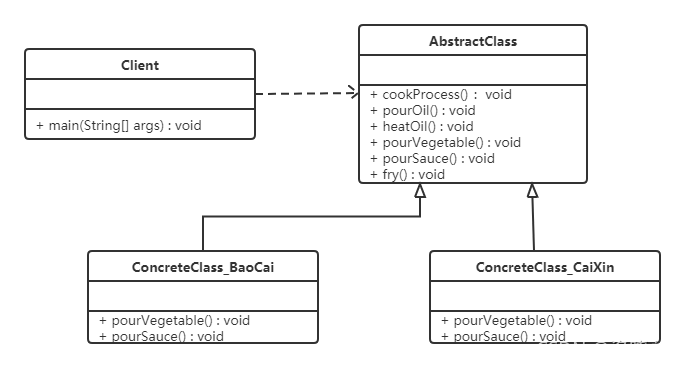 Client
+ main(String[] args) : void
AbstractClass
+ cookProcess() : void
+ pourOil() : void
+ heatOil() : void
+ pourVegetable() : void
+ pourSauce() : void
+ fry() : void
ConcreteClass_BaoCai
+ pourVegetable() : void
+ pourSauce() : void
ConcreteClass_CaiXin
+ pourVegetable() : void
+ pourSauce() : void